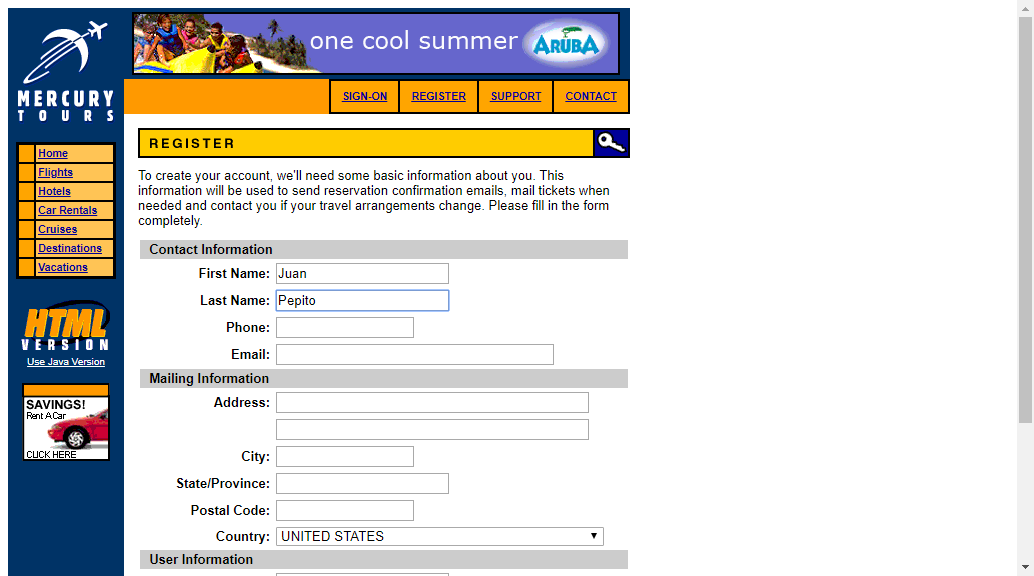 one cool summer ARUBA
MERCURY
TOURS
SIGN-ON REGISTER SUPPORT CONTACT
Home
Flights
Hotels
Car Rentals
Cruises
Destinations
Vacations
HTML
VERSION
Use Java Version
SAVINGS!
Rent A Car
CLICK HERE
REGISTER
To create your account, we'll need some basic information about you. This
information will be used to send reservation confirmation emails, mail tickets when
needed and contact you if your travel arrangements change. Please fill in the form
completely.
Contact Information
First Name: Juan
Last Name: Pepito
Phone:
Email:
Mailing Information
Address:
City:
State/Province:
Postal Code:
Country: UNITED STATES
User Information